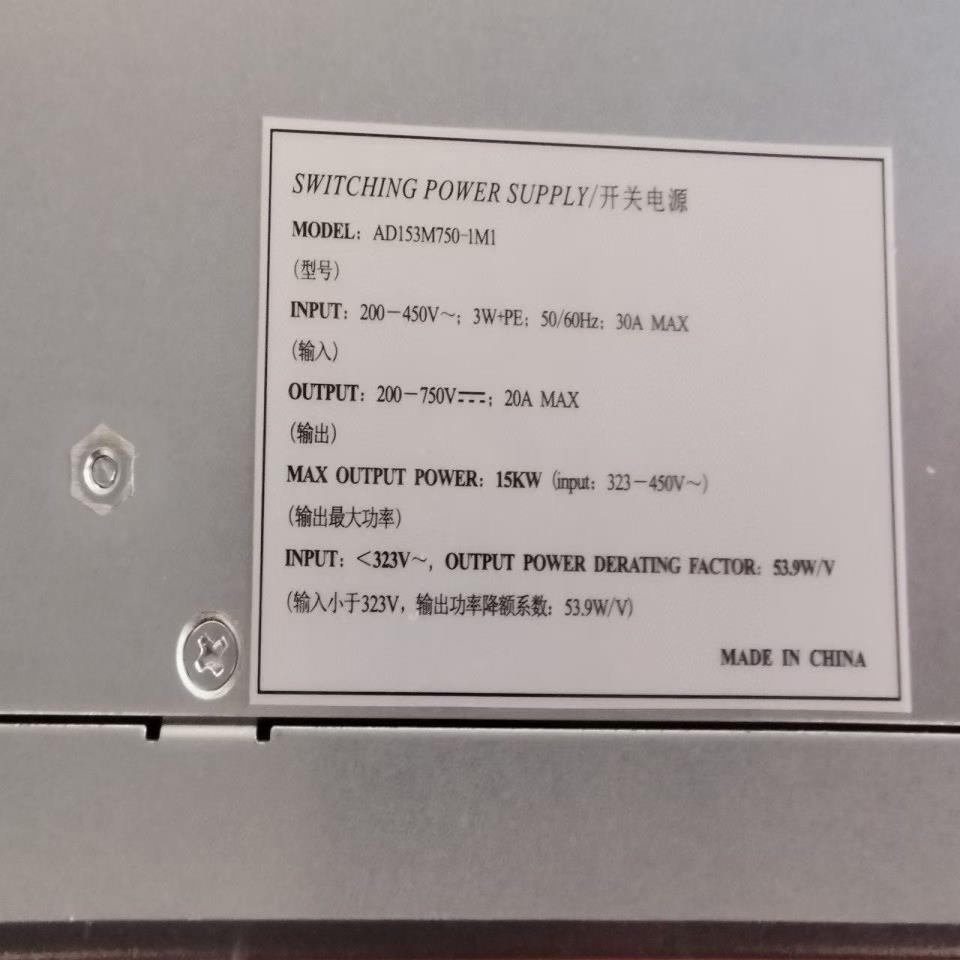 SWITCHING POWER SUPPLY/开关电源
MODEL: AD153M750-1M1
(型号)
INPUT: 200－450V～; 3W+PE; 50/60Hz; 30A MAX
(输入)
OUTPUT: 200－750V⎓; 20A MAX
(输出)
MAX OUTPUT POWER: 15KW (input: 323－450V～)
(输出最大功率)
INPUT: ＜323V～, OUTPUT POWER DERATING FACTOR: 53.9W/V
(输入小于323V, 输出功率降额系数: 53.9W/V)
MADE IN CHINA